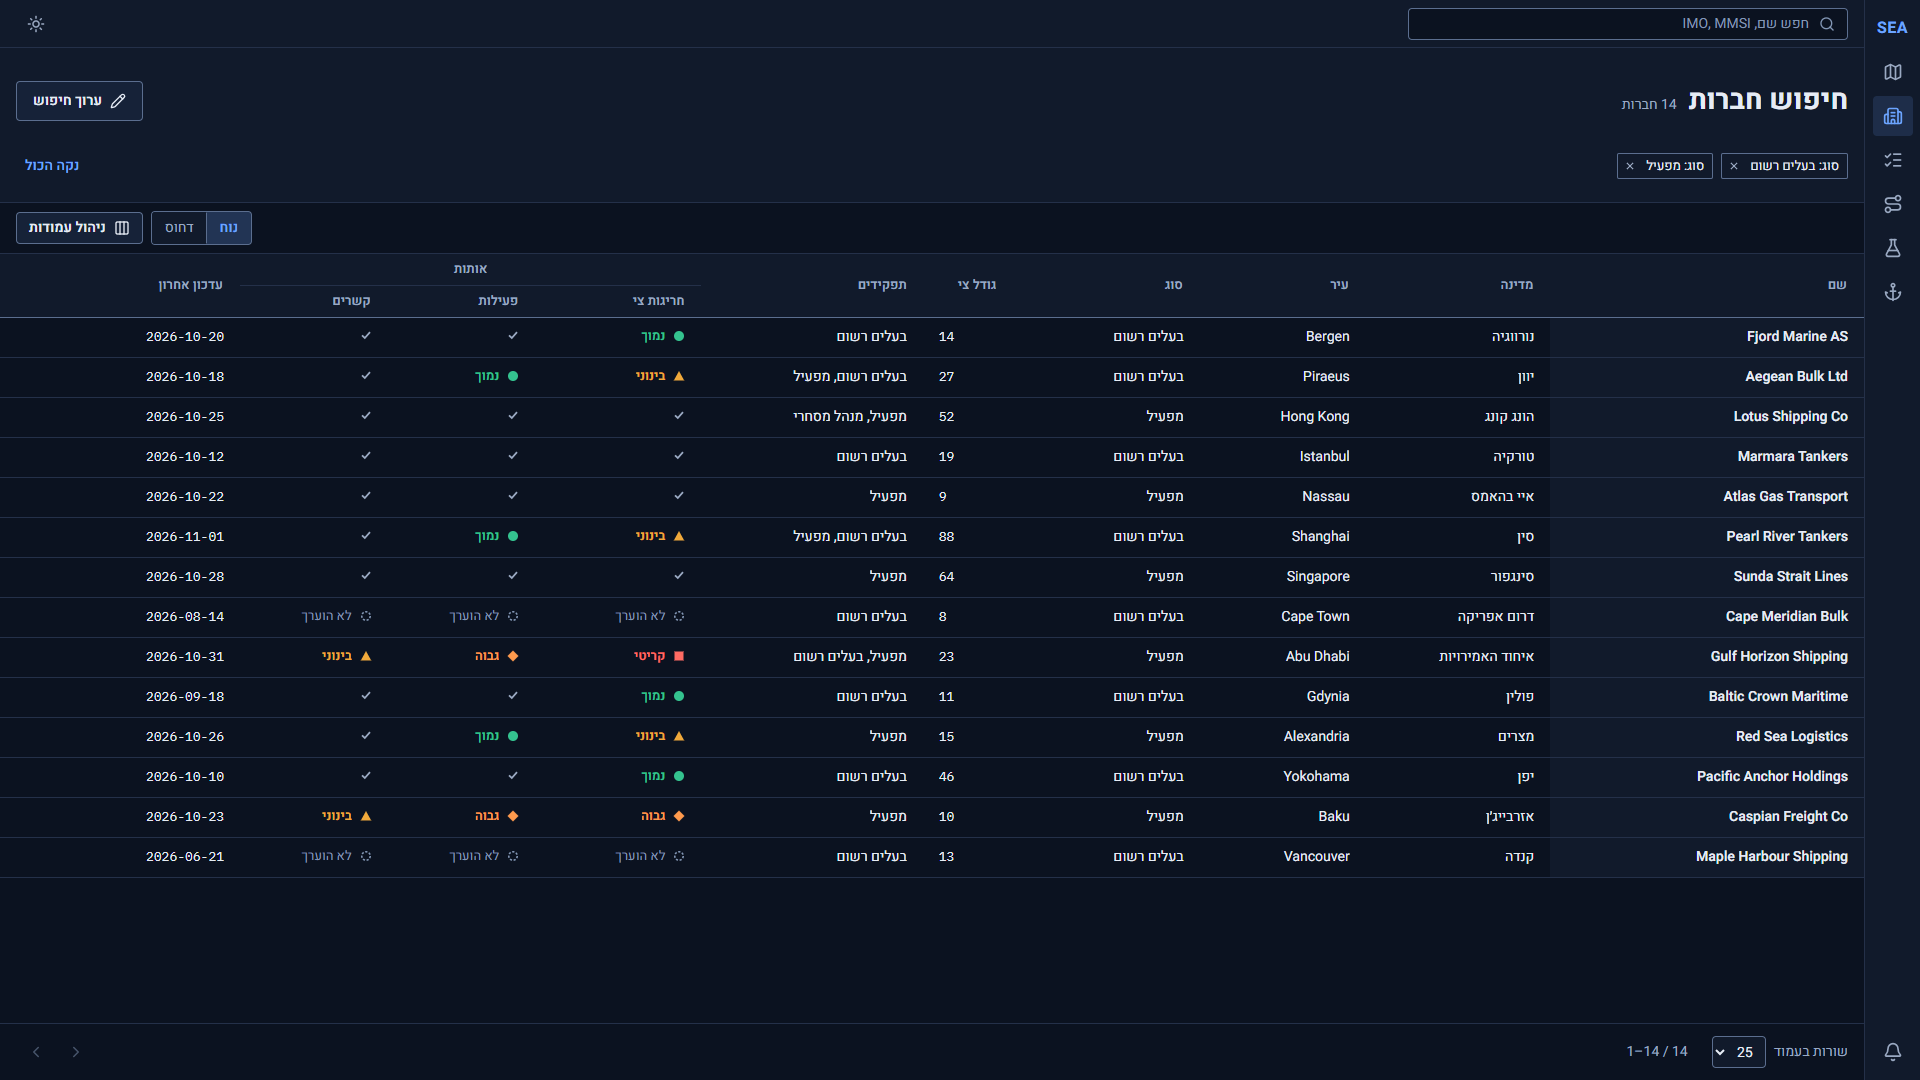 SEA
חפש שם, IMO, MMSI
חיפוש חברות 14 חברות
ערוך חיפוש
סוג: בעלים רשום × סוג: מפעיל ×
נקה הכול
נוח דחוס ניהול עמודות
שם מדינה עיר סוג גודל צי תפקידים אותות עדכון אחרון
חריגות צי פעילות קשרים
Fjord Marine AS נורווגיה Bergen בעלים רשום 14 בעלים רשום נמוך ✓ ✓ 2026-10-20
Aegean Bulk Ltd יוון Piraeus בעלים רשום 27 בעלים רשום, מפעיל בינוני נמוך ✓ 2026-10-18
Lotus Shipping Co הונג קונג Hong Kong מפעיל 52 מפעיל, מנהל מסחרי ✓ ✓ ✓ 2026-10-25
Marmara Tankers טורקיה Istanbul בעלים רשום 19 בעלים רשום ✓ ✓ ✓ 2026-10-12
Atlas Gas Transport איי בהאמס Nassau מפעיל 9 מפעיל ✓ ✓ ✓ 2026-10-22
Pearl River Tankers סין Shanghai בעלים רשום 88 בעלים רשום, מפעיל בינוני נמוך ✓ 2026-11-01
Sunda Strait Lines סינגפור Singapore מפעיל 64 מפעיל ✓ ✓ ✓ 2026-10-28
Cape Meridian Bulk דרום אפריקה Cape Town בעלים רשום 8 בעלים רשום לא הוערך לא הוערך לא הוערך 2026-08-14
Gulf Horizon Shipping איחוד האמירויות Abu Dhabi מפעיל 23 מפעיל, בעלים רשום קריטי גבוה בינוני 2026-10-31
Baltic Crown Maritime פולין Gdynia בעלים רשום 11 בעלים רשום נמוך ✓ ✓ 2026-09-18
Red Sea Logistics מצרים Alexandria מפעיל 15 מפעיל בינוני נמוך ✓ 2026-10-26
Pacific Anchor Holdings יפן Yokohama בעלים רשום 46 בעלים רשום נמוך ✓ ✓ 2026-10-10
Caspian Freight Co אזרבייג'ן Baku מפעיל 10 מפעיל גבוה גבוה בינוני 2026-10-23
Maple Harbour Shipping קנדה Vancouver בעלים רשום 13 בעלים רשום לא הוערך לא הוערך לא הוערך 2026-06-21
שורות בעמוד 25 1–14 / 14